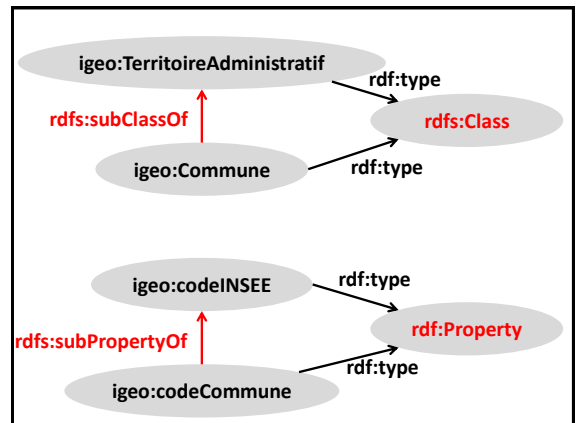 igeo:TerritoireAdministratif
rdf:type
rdfs:subClassOf
rdfs:Class
igeo:Commune
rdf:type
igeo:codeINSEE
rdf:type
rdfs:subPropertyOf
rdf:Property
igeo:codeCommune
rdf:type